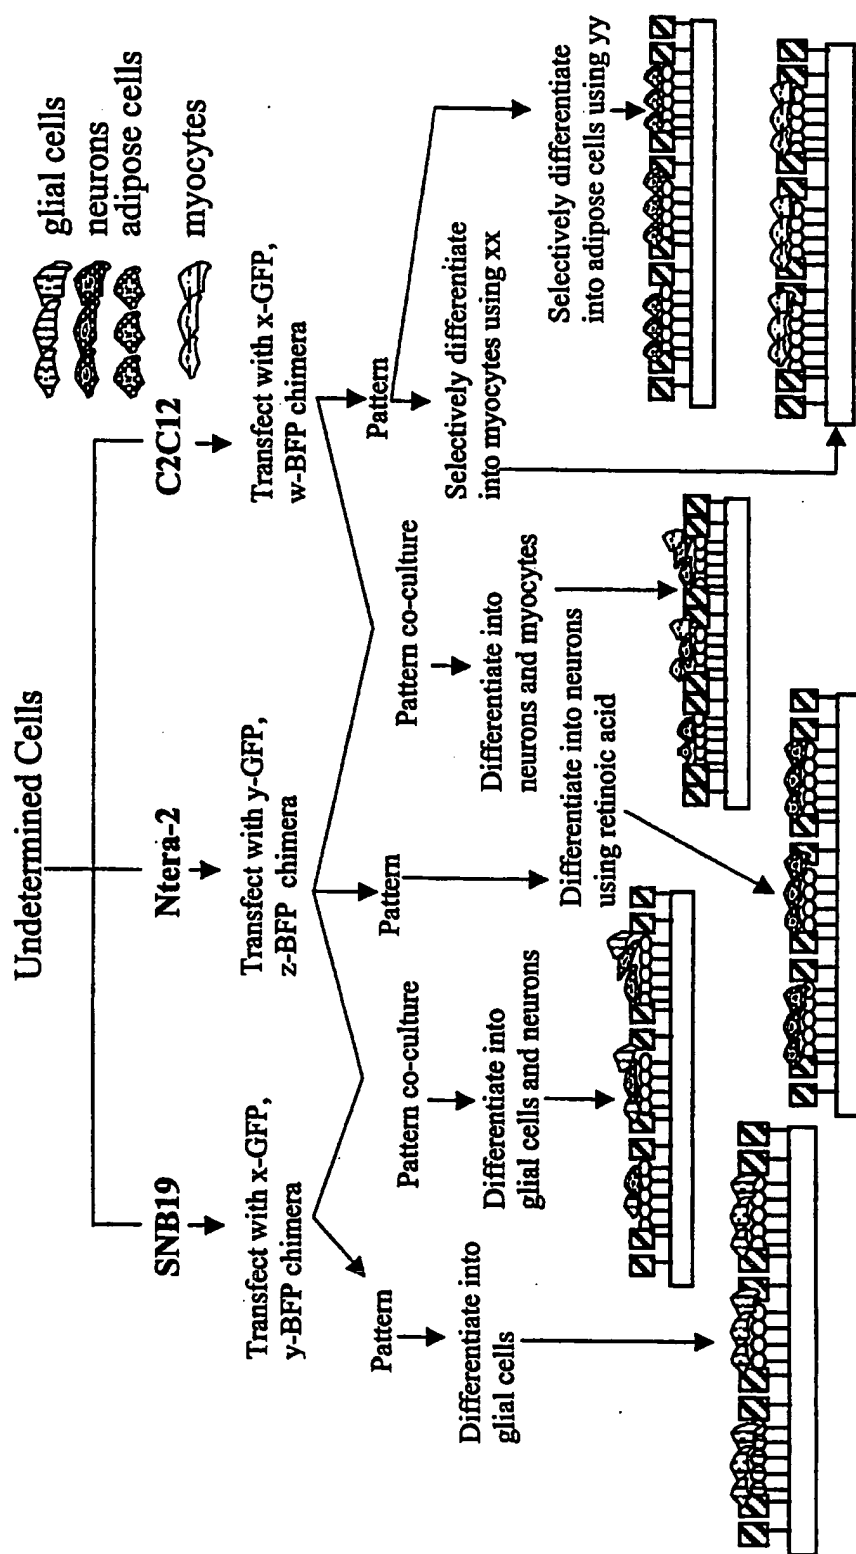 Undetermined Cells
glial cells
neurons
adipose cells
myocytes
SNB19
Ntera-2
C2C12
Transfect with x-GFP,
y-BFP chimera
Transfect with y-GFP,
z-BFP chimera
Transfect with x-GFP,
w-BFP chimera
Pattern
Differentiate into
glial cells
Pattern co-culture
Differentiate into
glial cells and neurons
Pattern
Differentiate into neurons
using retinoic acid
Pattern co-culture
Differentiate into
neurons and myocytes
Pattern
Selectively differentiate
into myocytes using xx
Selectively differentiate
into adipose cells using yy